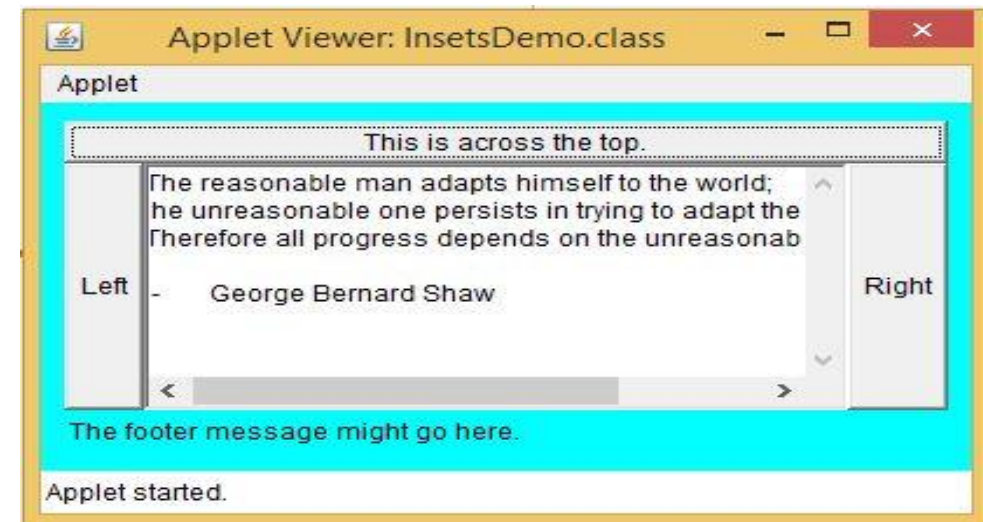 Applet Viewer: InsetsDemo.class
Applet
This is across the top.
The reasonable man adapts himself to the world;
he unreasonable one persists in trying to adapt the
Therefore all progress depends on the unreasonab
Left
- George Bernard Shaw
Right
The footer message might go here.
Applet started.